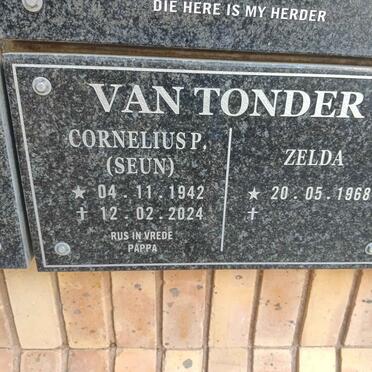 DIE HERE IS MY HERDER
VAN TONDER
CORNELIUS P.
(SEUN)
★ 04 . 11 . 1942
† 12 . 02 . 2024
RUS IN VREDE
PAPPA
ZELDA
★ 20 . 05 . 1968
†